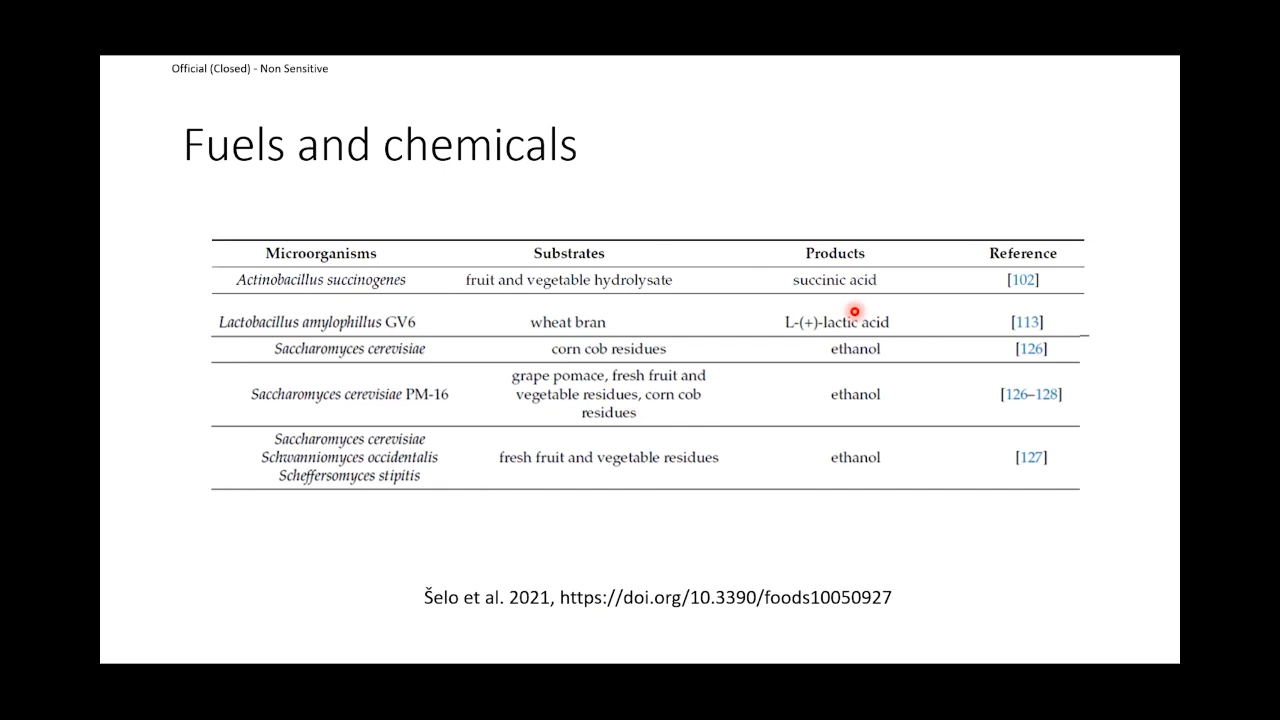 Official (Closed) - Non Sensitive
Fuels and chemicals
Microorganisms Substrates Products Reference
Actinobacillus succinogenes fruit and vegetable hydrolysate succinic acid [102]
Lactobacillus amylophillus GV6 wheat bran L-(+)-lactic acid [113]
Saccharomyces cerevisiae corn cob residues ethanol [126]
grape pomace, fresh fruit and
Saccharomyces cerevisiae PM-16 vegetable residues, corn cob ethanol [126–128]
residues
Saccharomyces cerevisiae
Schwanniomyces occidentalis fresh fruit and vegetable residues ethanol [127]
Scheffersomyces stipitis
Šelo et al. 2021, https://doi.org/10.3390/foods10050927